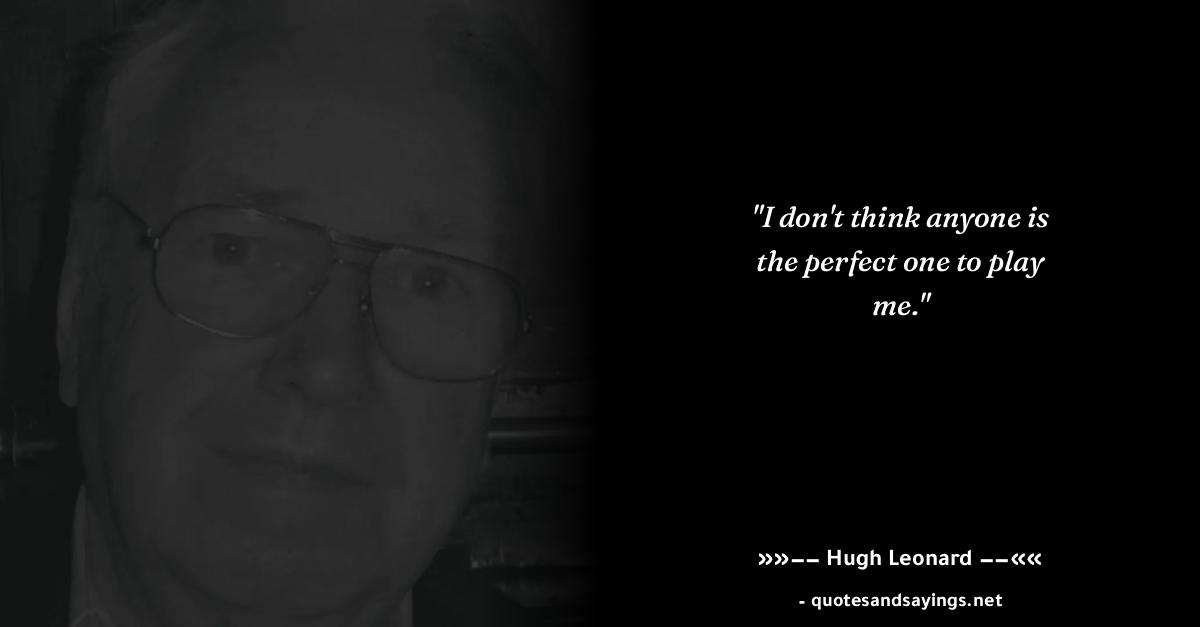 "I don't think anyone is
the perfect one to play
me."
»»−− Hugh Leonard −−««
- quotesandsayings.net